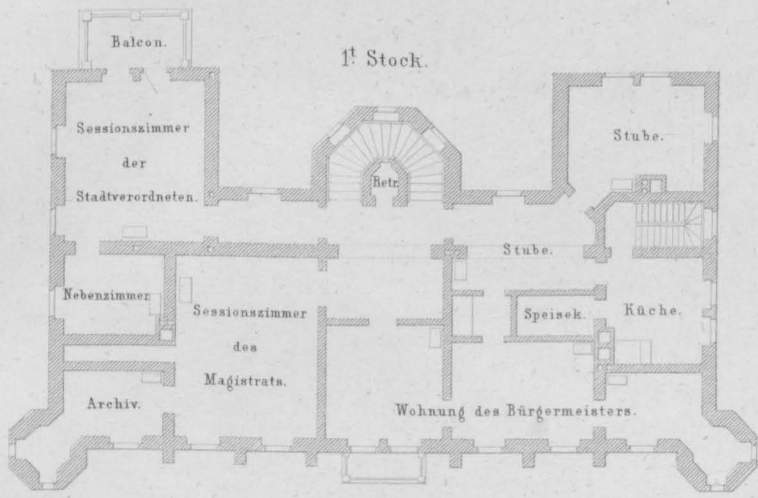 Balcon.
1t Stock.
Sessionszimmer
der
Stadtverordneten.
Stube.
Retr.
Stube.
Nebenzimmer
Sessionszimmer
des
Magistrats.
Speisek.
Küche.
Archiv.
Wohnung des Bürgermeisters.